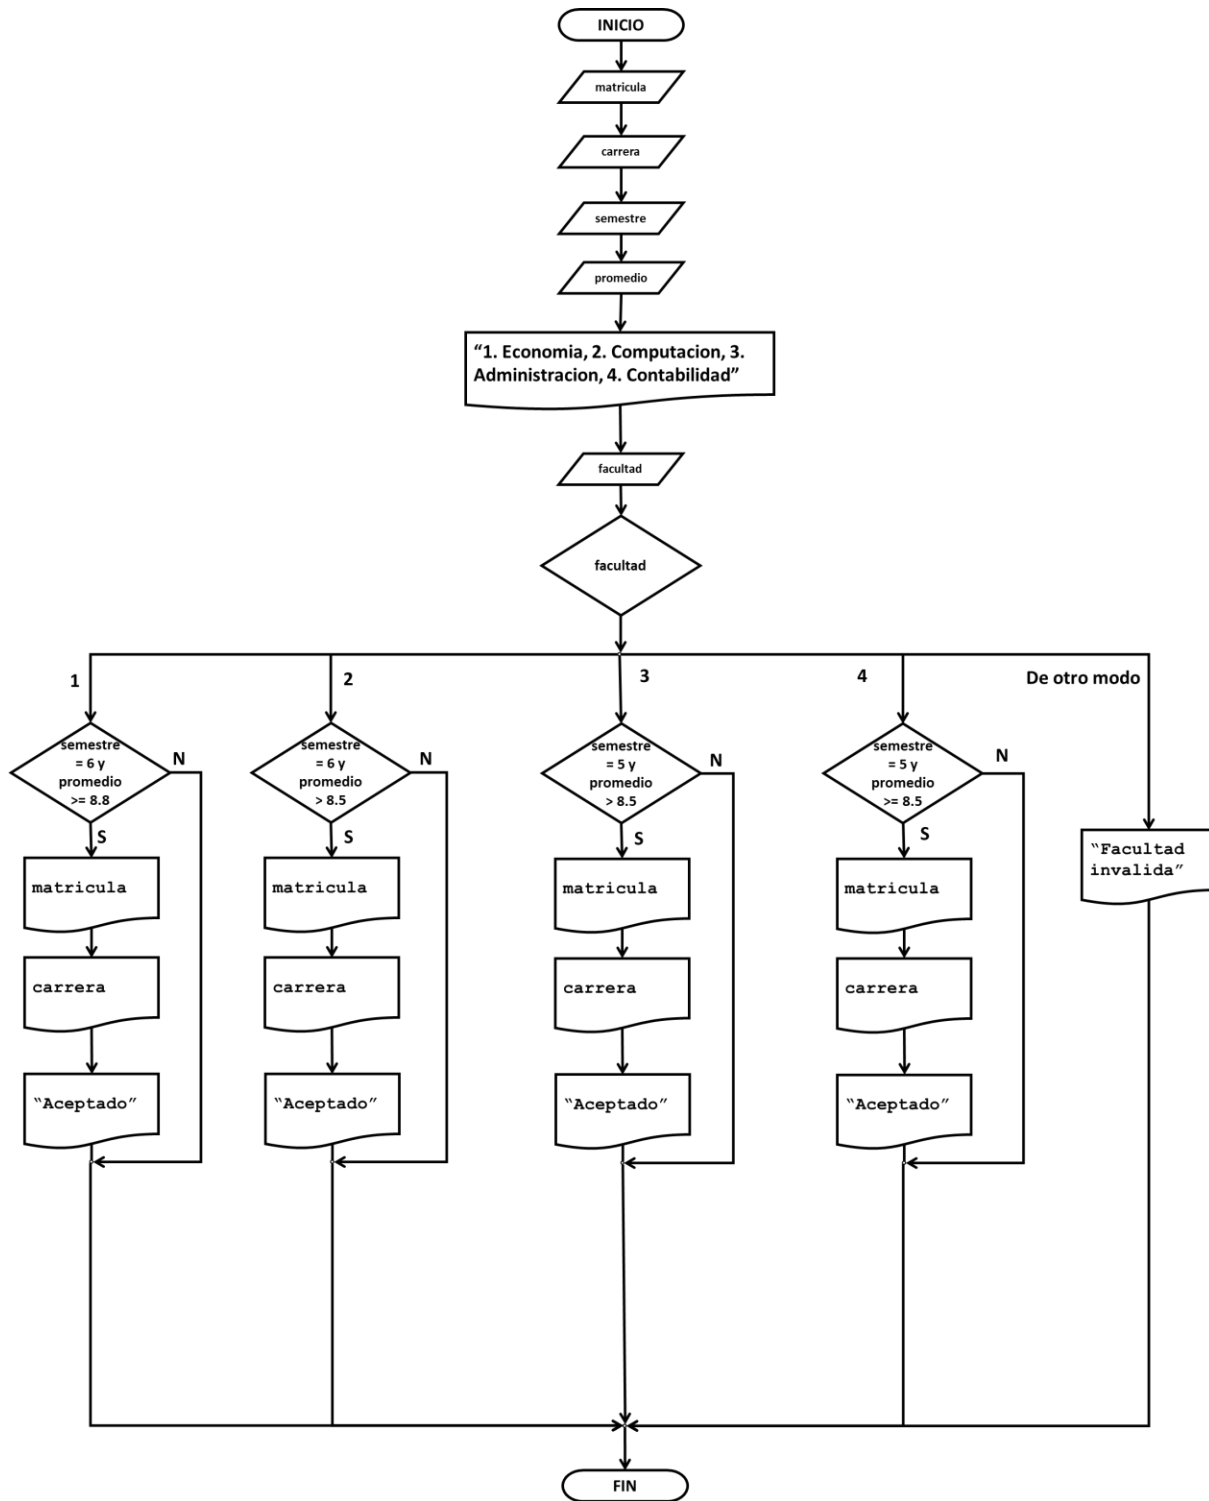 INICIO
matricula
carrera
semestre
promedio
“1. Economia, 2. Computacion, 3.
Administracion, 4. Contabilidad”
facultad
facultad
1
2
3
4
De otro modo
semestre
= 6 y
promedio
>= 8.8
N
S
semestre
= 6 y
promedio
> 8.5
N
S
semestre
= 5 y
promedio
> 8.5
N
S
semestre
= 5 y
promedio
>= 8.5
N
S
“Facultad
invalida”
matricula
matricula
matricula
matricula
carrera
carrera
carrera
carrera
“Aceptado”
“Aceptado”
“Aceptado”
“Aceptado”
FIN